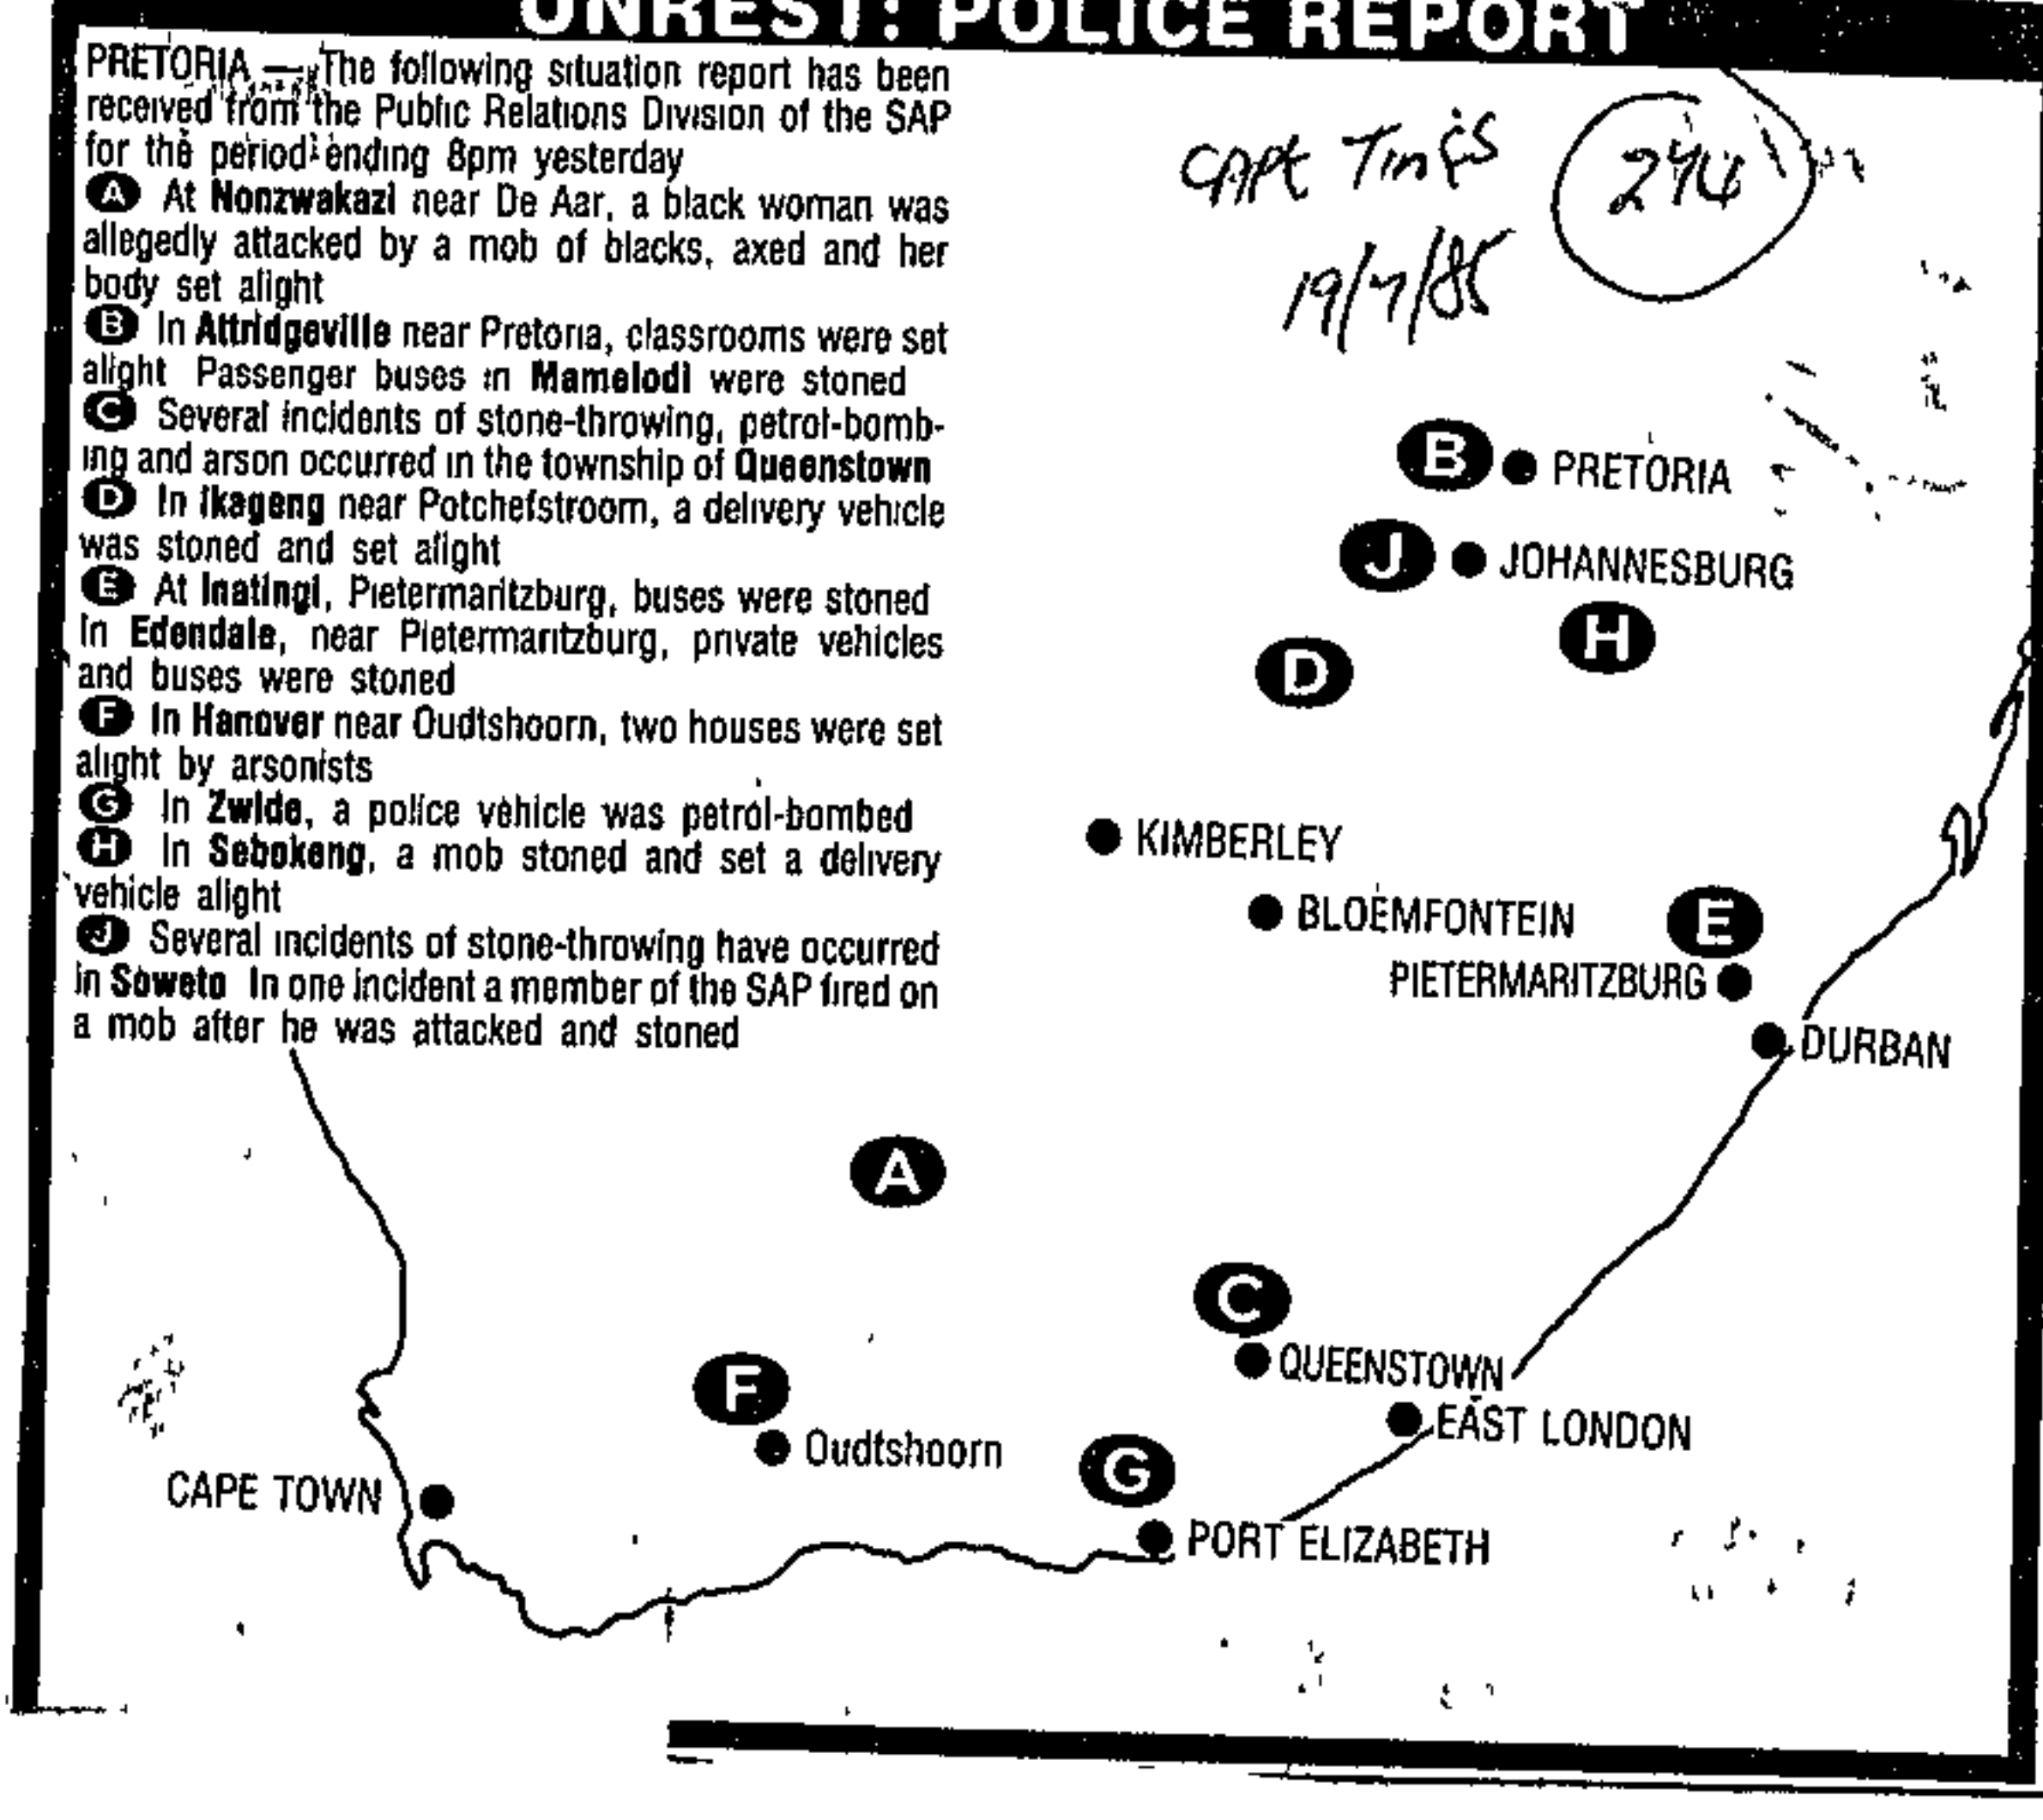 UNREST: POLICE REPORT
PRETORIA — The following situation report has been
received from the Public Relations Division of the SAP
for the period ending 8pm yesterday
A At Nonzwakazi near De Aar, a black woman was
allegedly attacked by a mob of blacks, axed and her
body set alight
B In Attridgeville near Pretoria, classrooms were set
alight Passenger buses in Mamelodi were stoned
C Several incidents of stone-throwing, petrol-bomb-
ing and arson occurred in the township of Queenstown
D In Ikageng near Potchefstroom, a delivery vehicle
was stoned and set alight
E At Inatingi, Pietermaritzburg, buses were stoned
In Edendale, near Pietermaritzburg, private vehicles
and buses were stoned
F In Hanover near Oudtshoorn, two houses were set
alight by arsonists
G In Zwide, a police vehicle was petrol-bombed
H In Sebokeng, a mob stoned and set a delivery
vehicle alight
J Several incidents of stone-throwing have occurred
in Soweto In one incident a member of the SAP fired on
a mob after he was attacked and stoned
19/7/85
B PRETORIA
J JOHANNESBURG
H
D
KIMBERLEY
BLOEMFONTEIN
E
PIETERMARITZBURG
DURBAN
A
C
QUEENSTOWN
F
EAST LONDON
Oudtshoorn
G
CAPE TOWN
PORT ELIZABETH